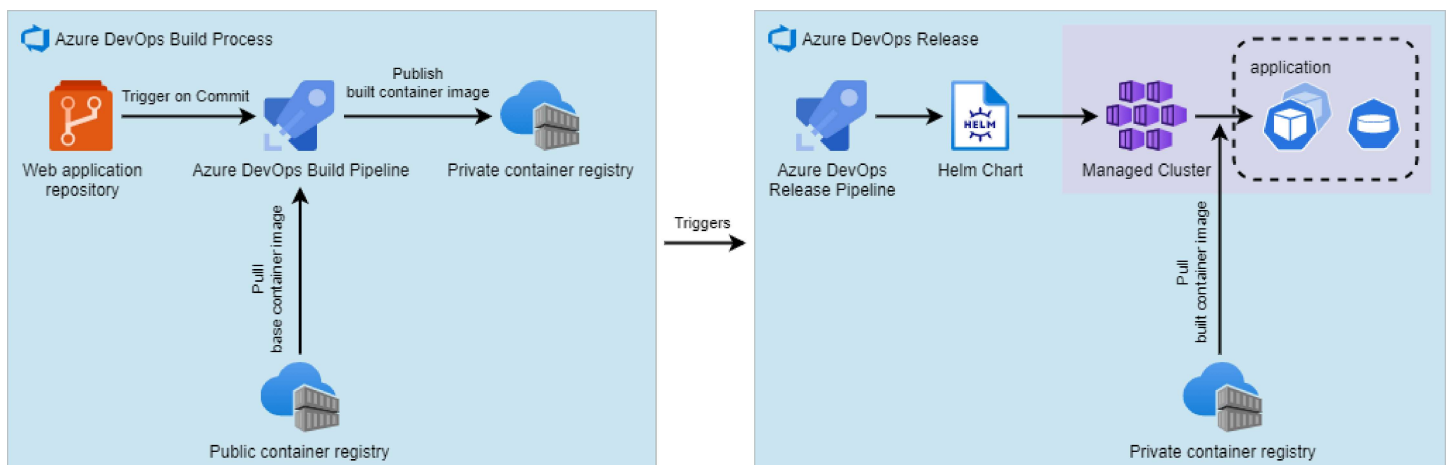 Azure DevOps Build Process
Trigger on Commit
Publish
built container image
Web application
repository
Azure DevOps Build Pipeline
Private container registry
Pulll
base container image
Public container registry
Triggers
Azure DevOps Release
application
HELM
Azure DevOps
Release Pipeline
Helm Chart
Managed Cluster
Pull
built container image
Private container registry